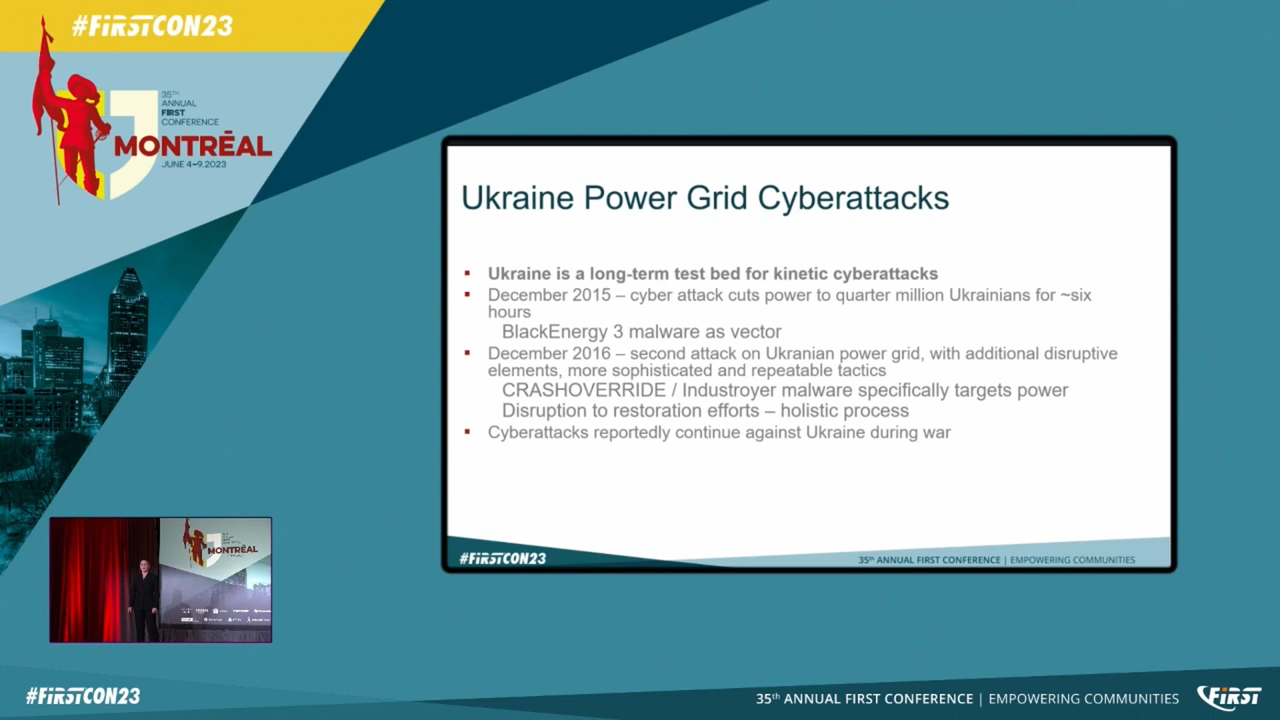 #FiRSTCON23
35TH
ANNUAL
FIRST
CONFERENCE
MONTRĒAL
JUNE 4-9,2023
Ukraine Power Grid Cyberattacks
▪ Ukraine is a long-term test bed for kinetic cyberattacks
▪ December 2015 – cyber attack cuts power to quarter million Ukrainians for ~six
hours
BlackEnergy 3 malware as vector
▪ December 2016 – second attack on Ukranian power grid, with additional disruptive
elements, more sophisticated and repeatable tactics
CRASHOVERRIDE / Industroyer malware specifically targets power
Disruption to restoration efforts – holistic process
▪ Cyberattacks reportedly continue against Ukraine during war
#FiRSTCON23
35th ANNUAL FIRST CONFERENCE | EMPOWERING COMMUNITIES
MONTRĒAL
#FiRSTCON23
35th ANNUAL FIRST CONFERENCE | EMPOWERING COMMUNITIES
FiRST